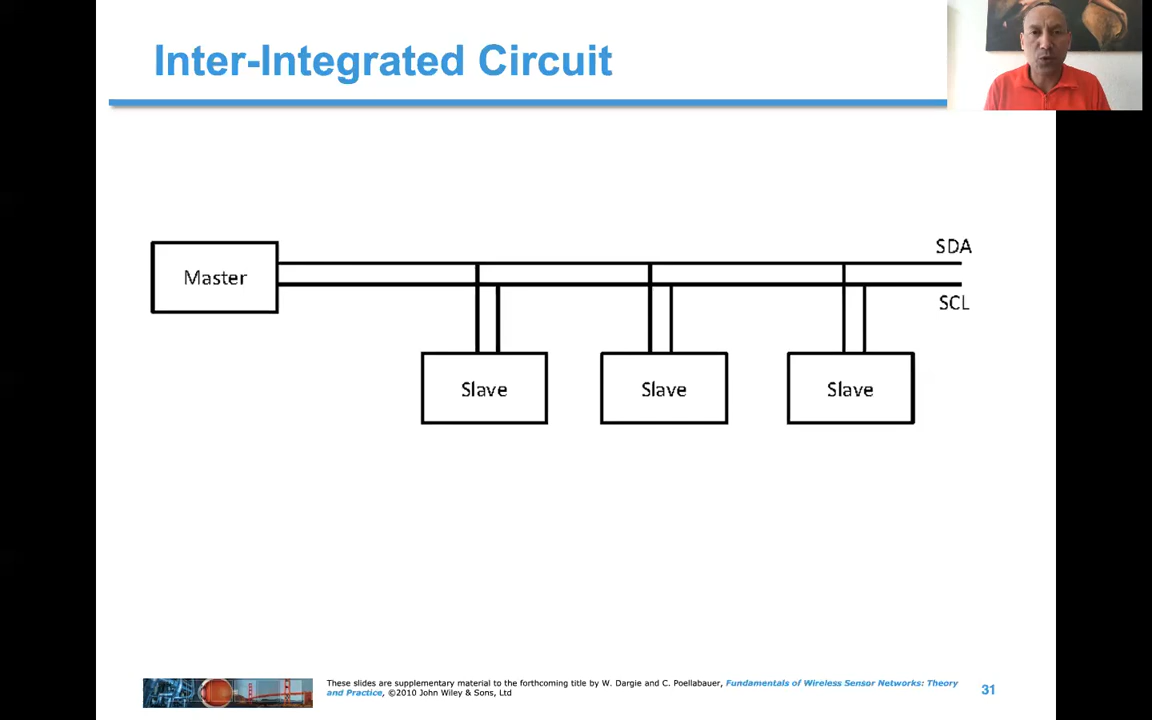 Inter-Integrated Circuit
SDA
Master
SCL
Slave Slave Slave
These slides are supplementary material to the forthcoming title by W. Dargie and C. Poellabauer, Fundamentals of Wireless Sensor Networks: Theory
and Practice, ©2010 John Wiley & Sons, Ltd
31